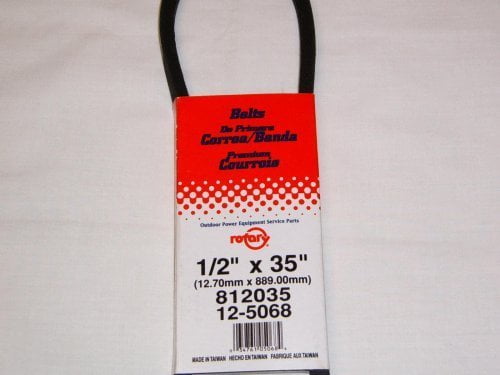 Belts
De Primera
Correa/Banda
Premium
Courroie
Outdoor Power Equipment Service Parts
rotary
1/2" x 35"
(12.70mm x 889.00mm)
812035
12-5068
MADE IN TAIWAN HECHO EN TAIWAN FABRIQUE AUX TAIWAN